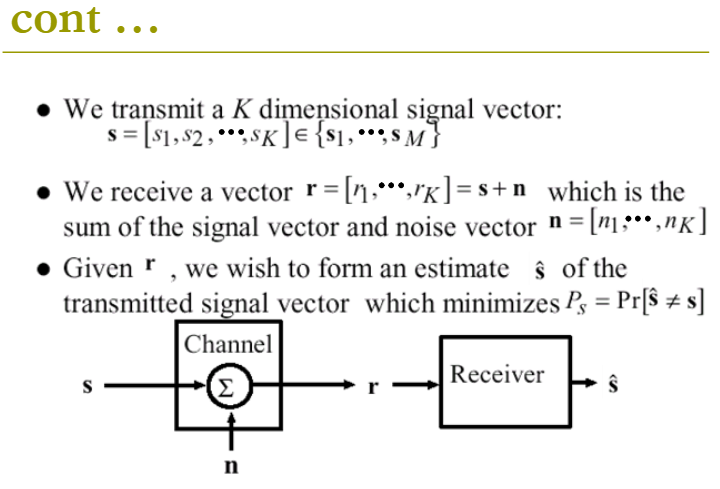 cont …
● We transmit a K dimensional signal vector:
s = [s1, s2, •••, sK] ∈ {s1, •••, sM}
● We receive a vector r = [r1, •••, rK] = s + n which is the
sum of the signal vector and noise vector n = [n1, •••, nK]
● Given r , we wish to form an estimate ŝ of the
transmitted signal vector which minimizes Ps = Pr[ŝ ≠ s]
Channel
s Σ r Receiver ŝ
n